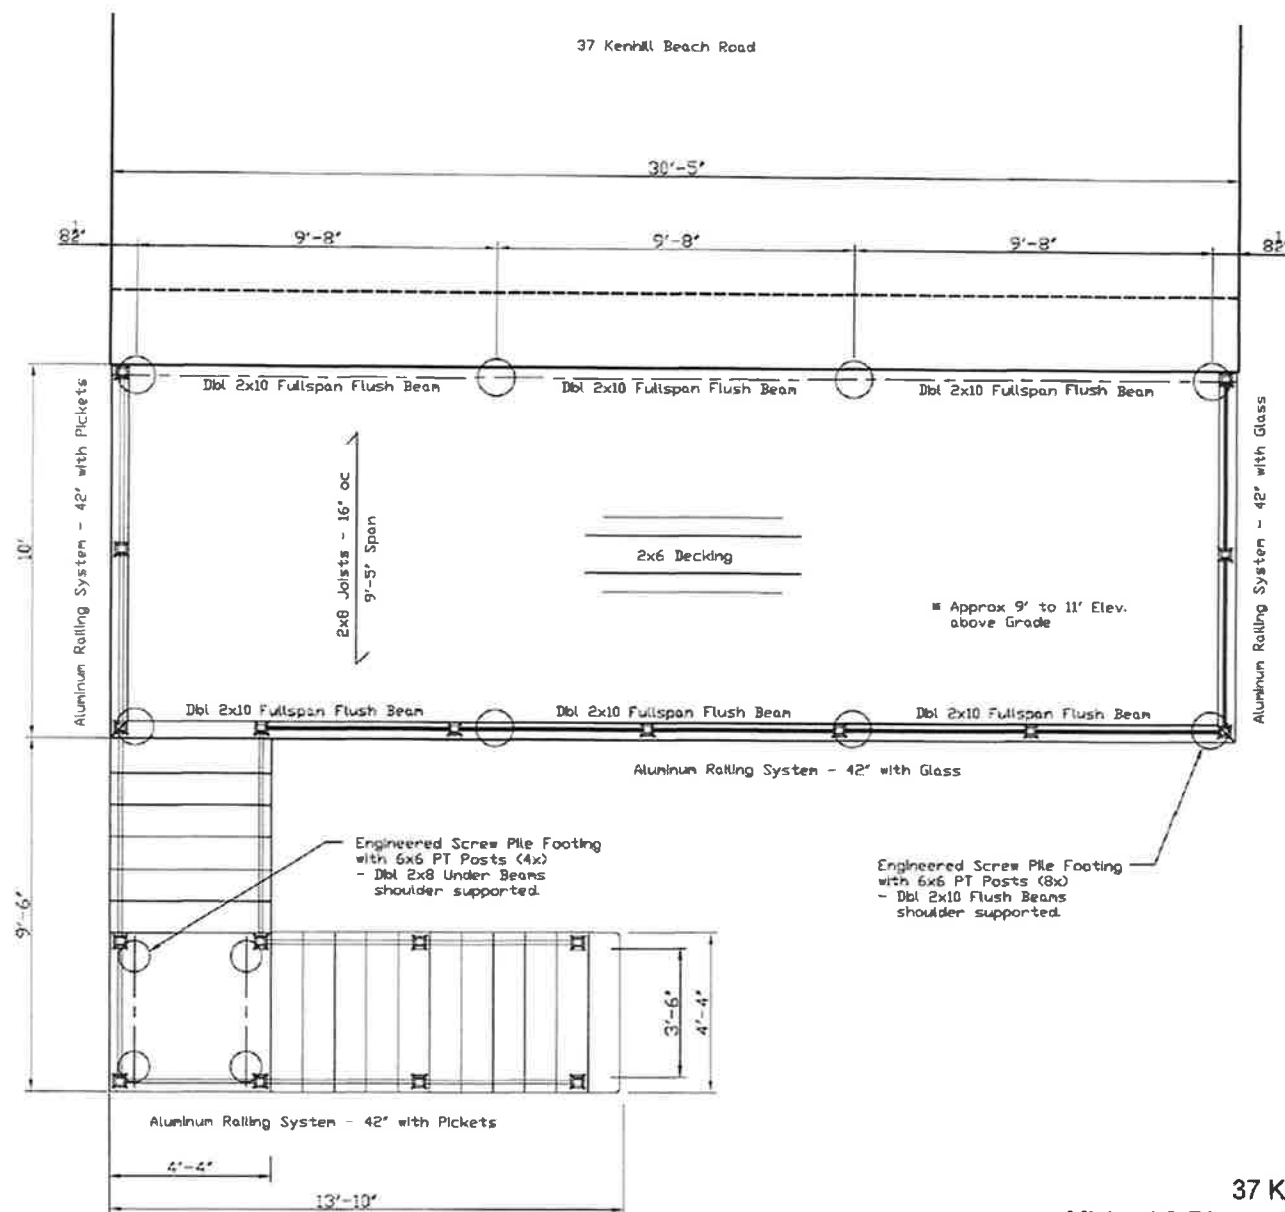 37 Kenhill Beach Road
30'-5"
8½"
9'-8"
9'-8"
9'-8"
8½"
Dbl 2x10 Fullspan Flush Beam
Dbl 2x10 Fullspan Flush Beam
Dbl 2x10 Fullspan Flush Beam
Aluminum Railing System - 42" with Pickets
Aluminum Railing System - 42" with Glass
10'
2x8 Joists - 16" oc
9'-5" Span
2x6 Decking
Approx 9' to 11' Elev.
above Grade
Dbl 2x10 Fullspan Flush Beam
Dbl 2x10 Fullspan Flush Beam
Dbl 2x10 Fullspan Flush Beam
Aluminum Railing System - 42" with Glass
Engineered Screw Pile Footing
with 6x6 PT Posts (4x)
- Dbl 2x8 Under Beams
shoulder supported.
Engineered Screw Pile Footing
with 6x6 PT Posts (8x)
- Dbl 2x10 Flush Beams
shoulder supported.
9'-6"
3'-6"
4'-4"
Aluminum Railing System - 42" with Pickets
4'-4"
13'-10"
37 K